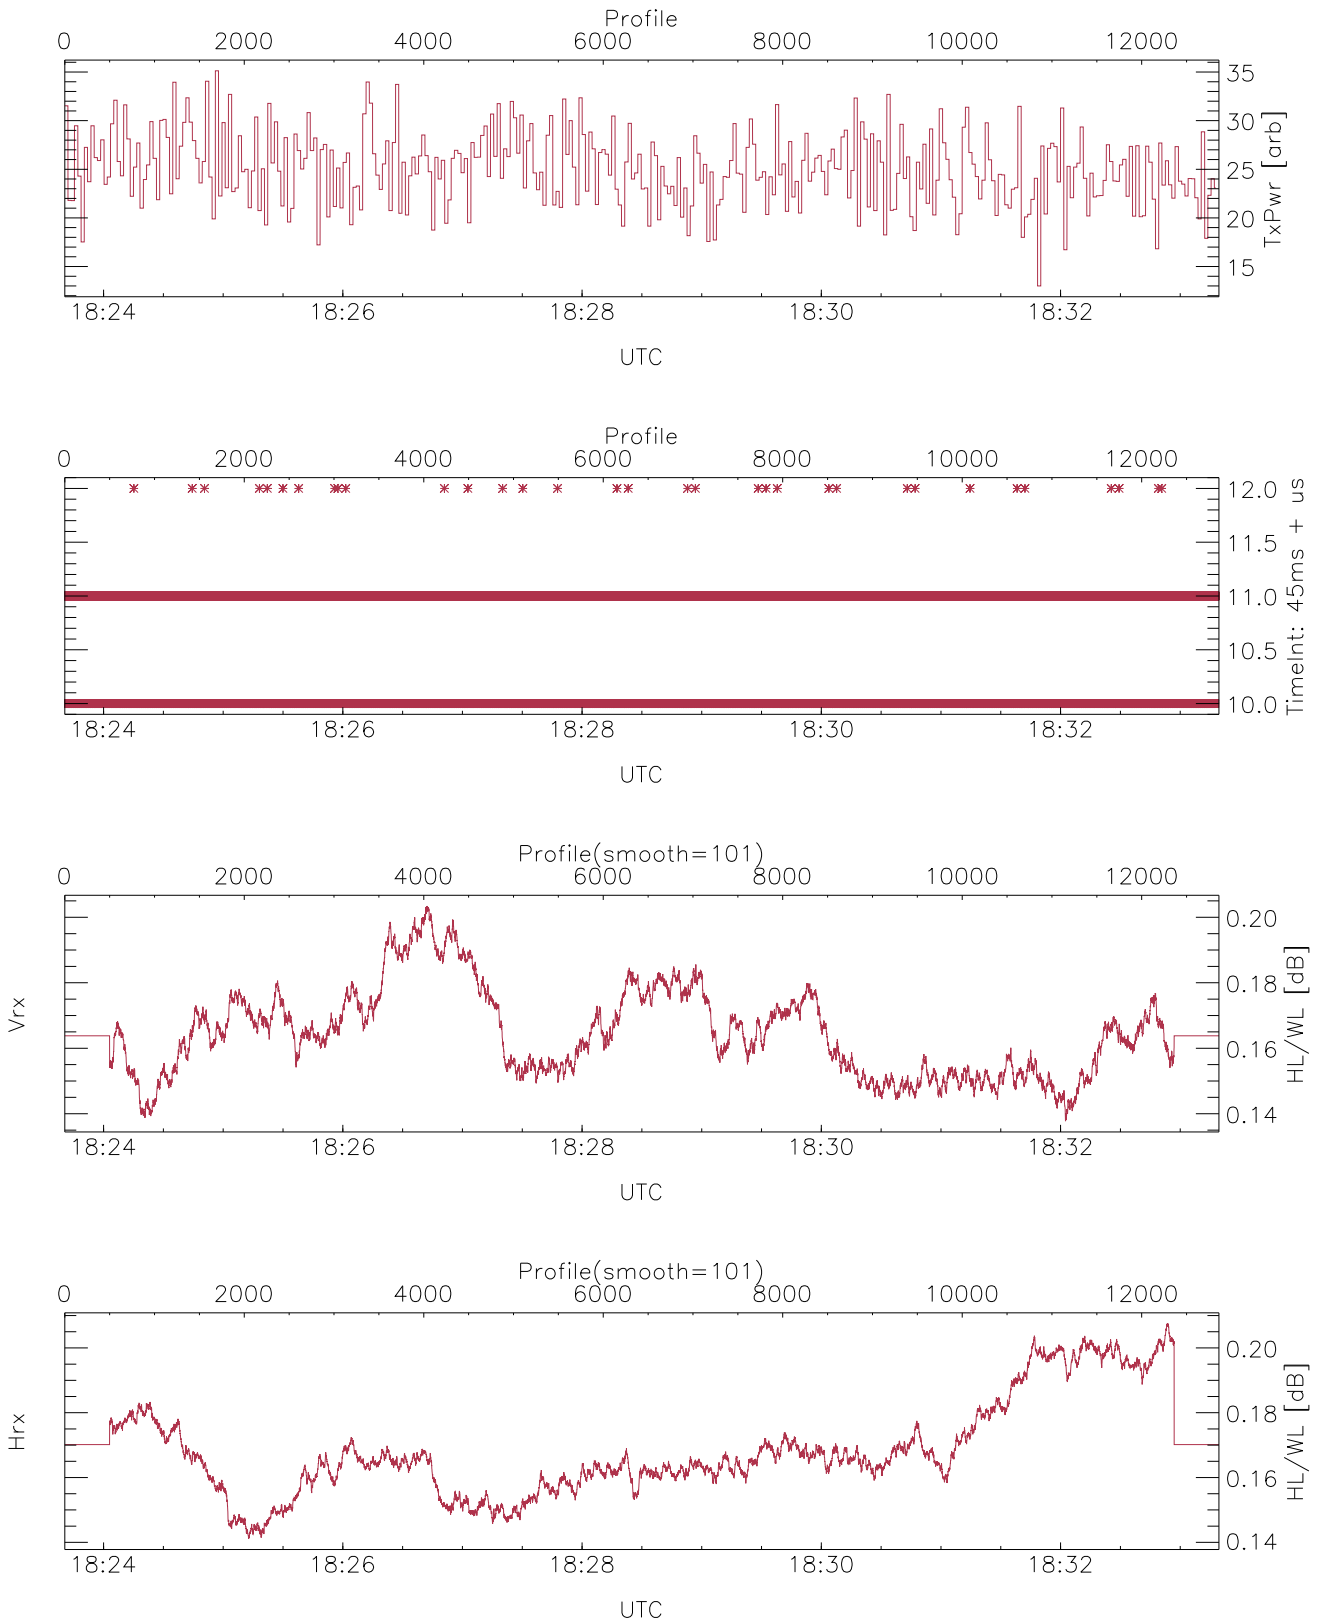 Profile
0 2000 4000 6000 8000 10000 12000
35
30
25
20
15
TxPwr [arb]
18:24 18:26 18:28 18:30 18:32
UTC
Profile
0 2000 4000 6000 8000 10000 12000
12.0
11.5
11.0
10.5
10.0
TimeInt: 45ms + us
18:24 18:26 18:28 18:30 18:32
UTC
Profile(smooth=101)
0 2000 4000 6000 8000 10000 12000
Vrx
0.20
0.18
0.16
0.14
HL/WL [dB]
18:24 18:26 18:28 18:30 18:32
UTC
Profile(smooth=101)
0 2000 4000 6000 8000 10000 12000
Hrx
0.20
0.18
0.16
0.14
HL/WL [dB]
18:24 18:26 18:28 18:30 18:32
UTC